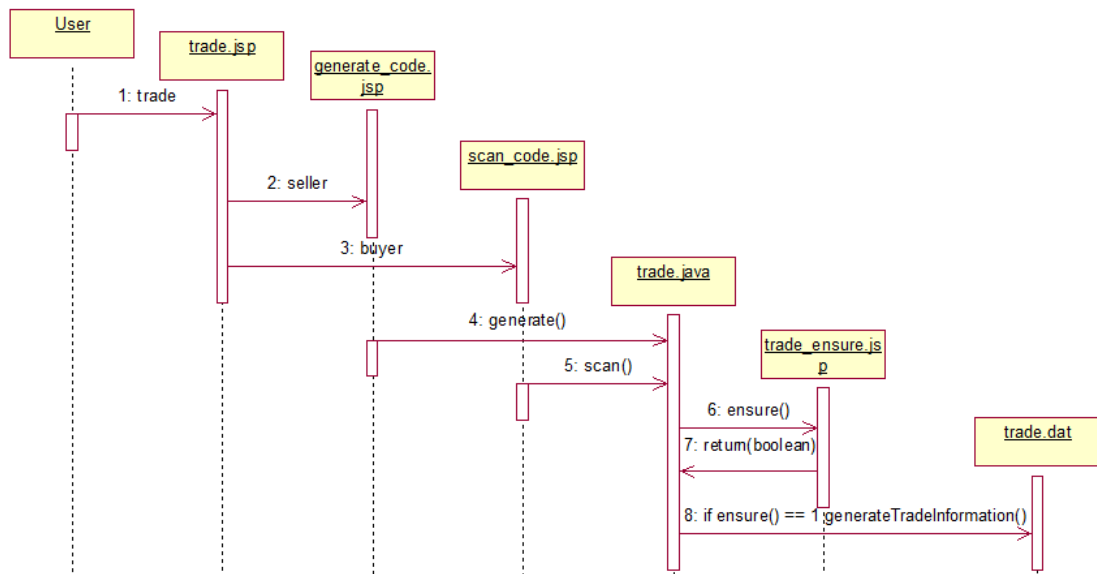 User
trade.jsp
generate_code.
jsp
1: trade
scan_code.jsp
2: seller
3: buyer
trade.java
4: generate()
trade_ensure.js
p
5: scan()
6: ensure()
trade.dat
7: return(boolean)
8: if ensure() == 1 generateTradeInformation()